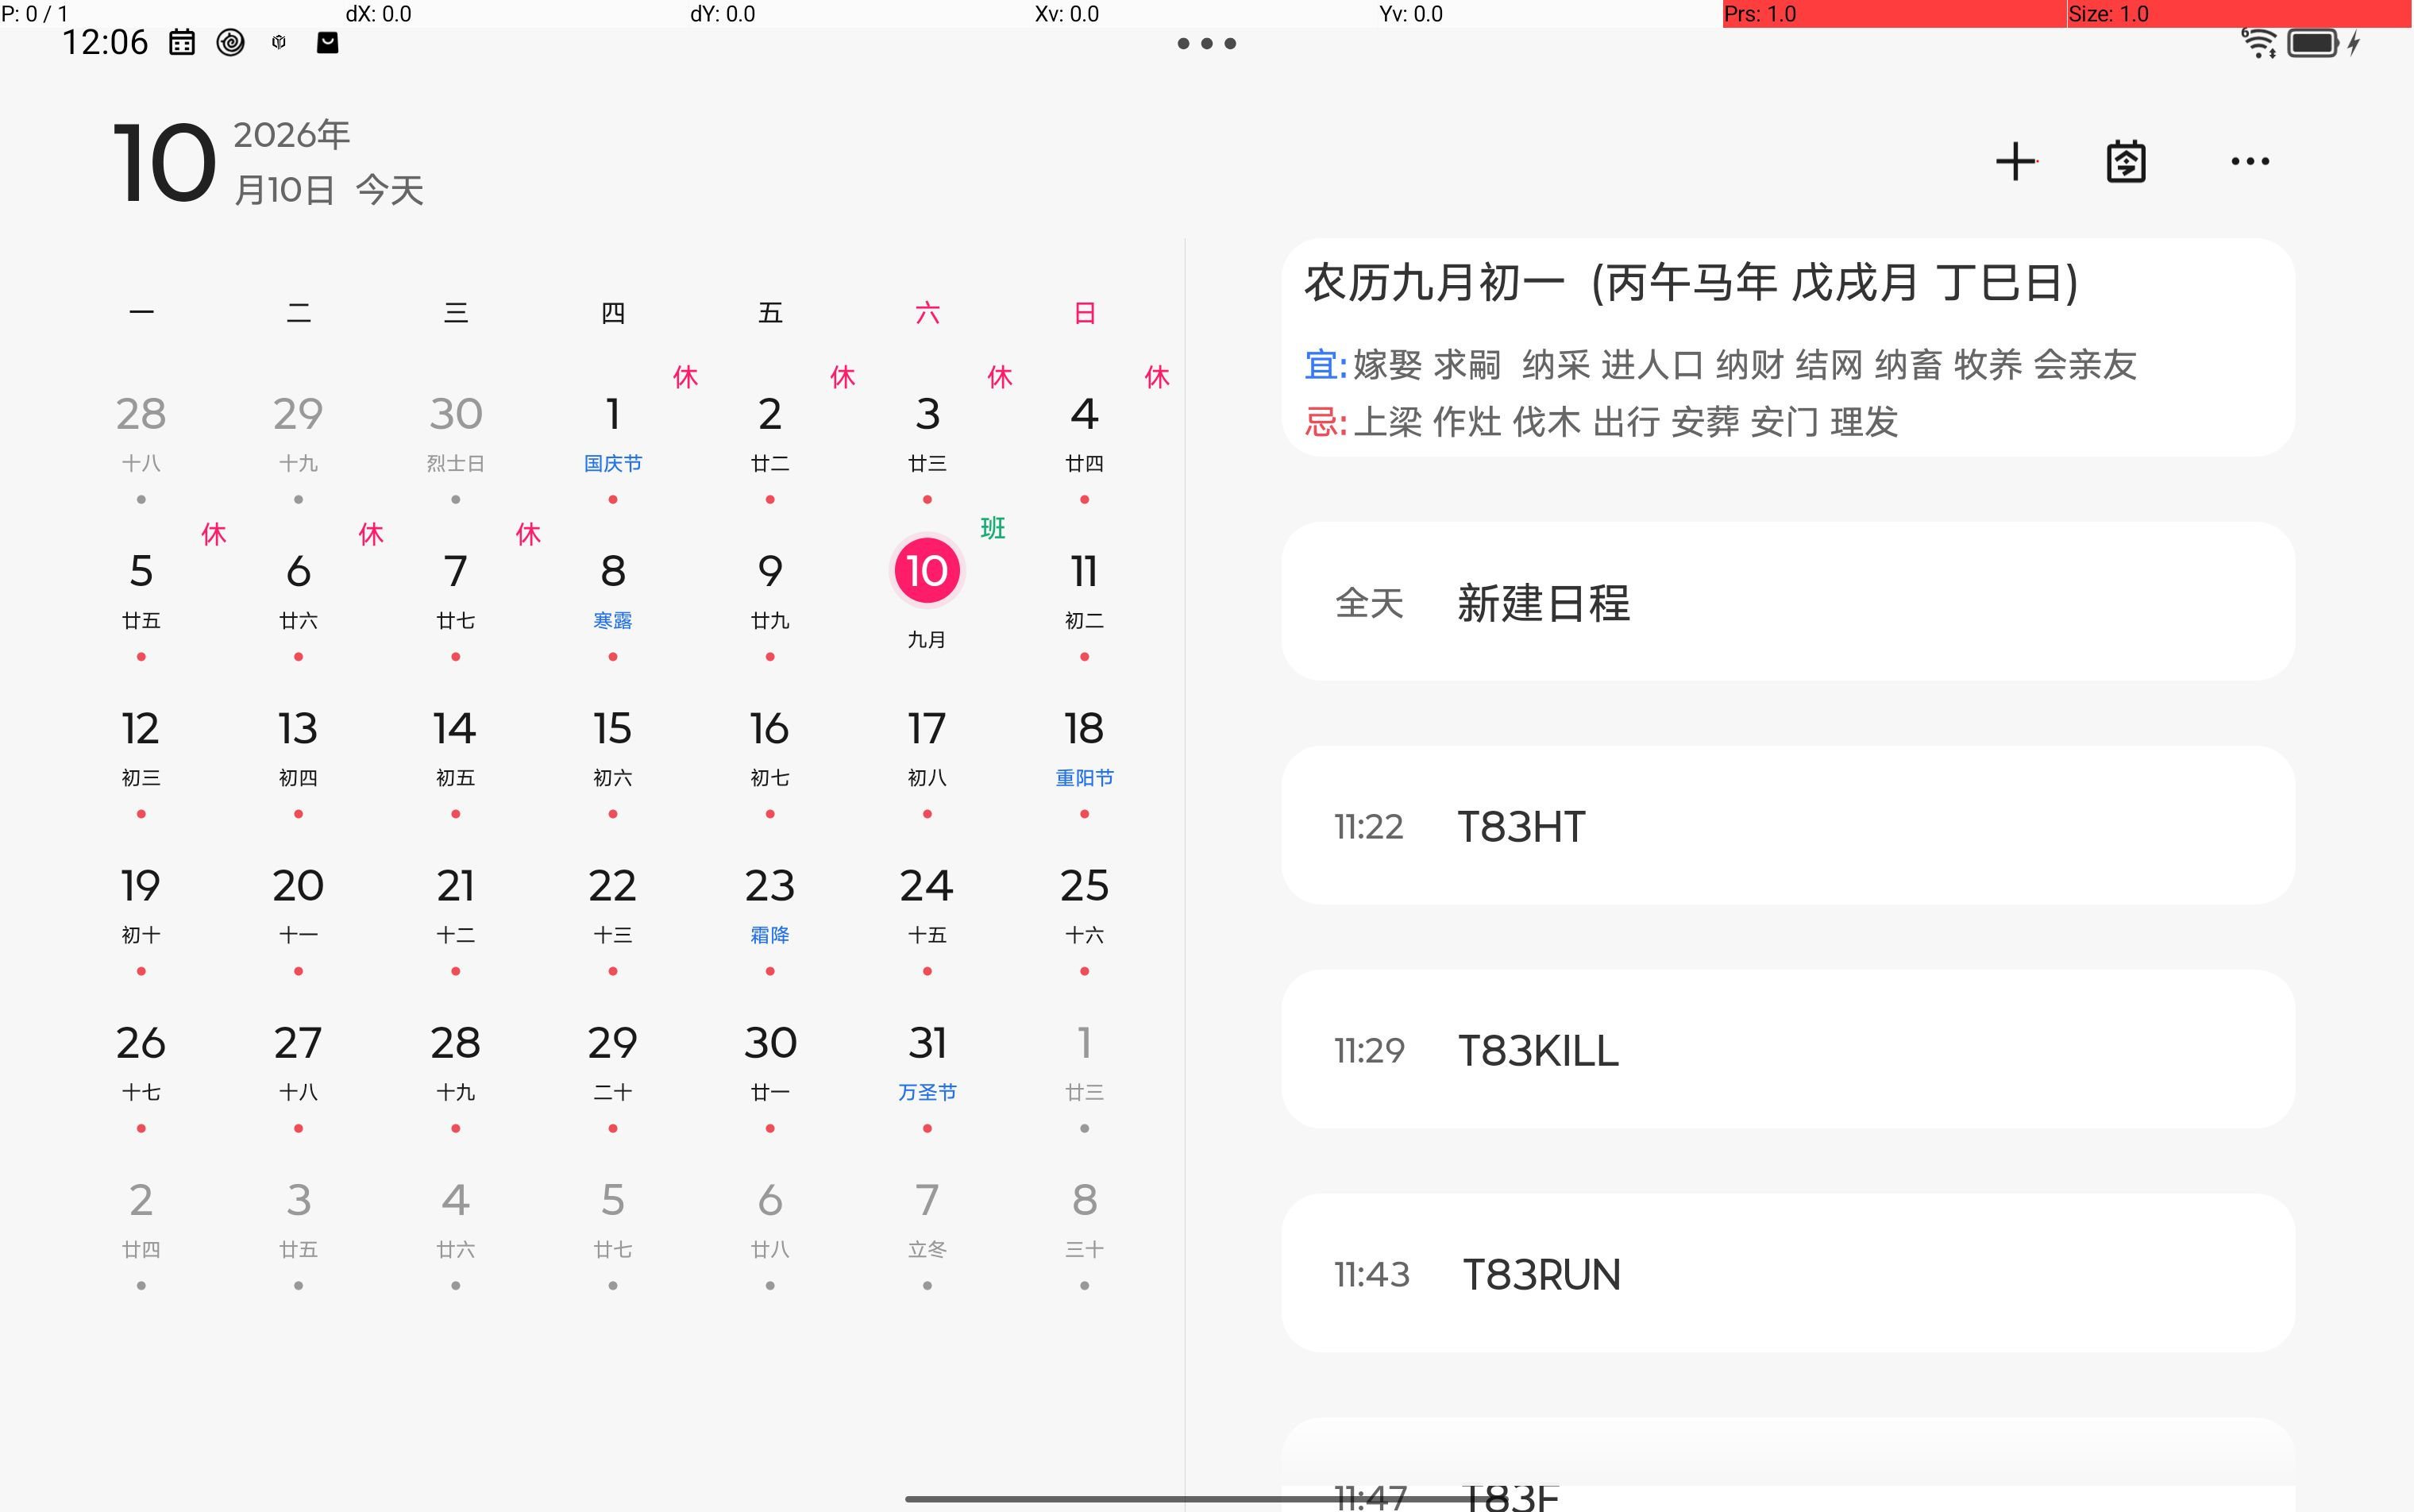 P: 0 / 1 dX: 0.0 dY: 0.0 Xv: 0.0 Yv: 0.0 Prs: 1.0 Size: 1.0
12:06
10 2026年
月10日 今天
一 二 三 四 五 六 日
休 休 休 休
28 29 30 1 2 3 4
十八 十九 烈士日 国庆节 廿二 廿三 廿四
休 休 休 班
5 6 7 8 9 10 11
廿五 廿六 廿七 寒露 廿九 九月 初二
12 13 14 15 16 17 18
初三 初四 初五 初六 初七 初八 重阳节
19 20 21 22 23 24 25
初十 十一 十二 十三 霜降 十五 十六
26 27 28 29 30 31 1
十七 十八 十九 二十 廿一 万圣节 廿三
2 3 4 5 6 7 8
廿四 廿五 廿六 廿七 廿八 立冬 三十
今
农历九月初一 (丙午马年 戊戌月 丁巳日)
宜: 嫁娶 求嗣 纳采 进人口 纳财 结网 纳畜 牧养 会亲友
忌: 上梁 作灶 伐木 出行 安葬 安门 理发
全天 新建日程
11:22 T83HT
11:29 T83KILL
11:43 T83RUN
11:47 T83F